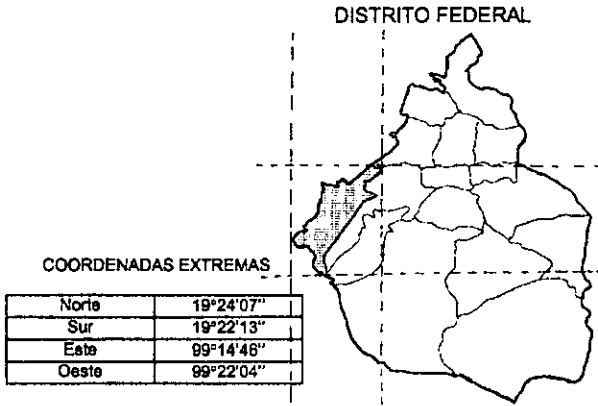 DISTRITO FEDERAL
COORDENADAS EXTREMAS
Norte 19°24'07"
Sur 19°22'13"
Este 99°14'46"
Oeste 99°22'04"